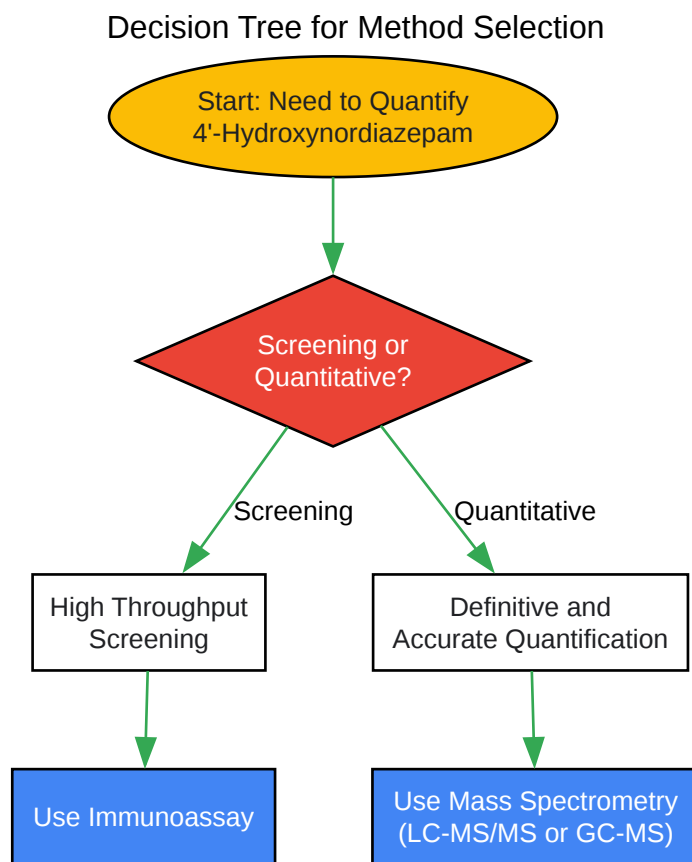 Decision Tree for Method Selection
Start: Need to Quantify
4'-Hydroxynordiazepam
Screening or
Quantitative?
Screening
Quantitative
High Throughput
Screening
Definitive and
Accurate Quantification
Use Immunoassay
Use Mass Spectrometry
(LC-MS/MS or GC-MS)